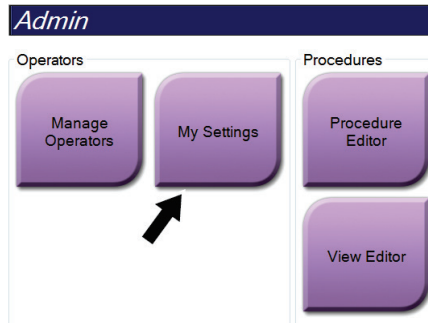 Admin
Operators
Procedures
Manage
Operators
My Settings
Procedure
Editor
View Editor